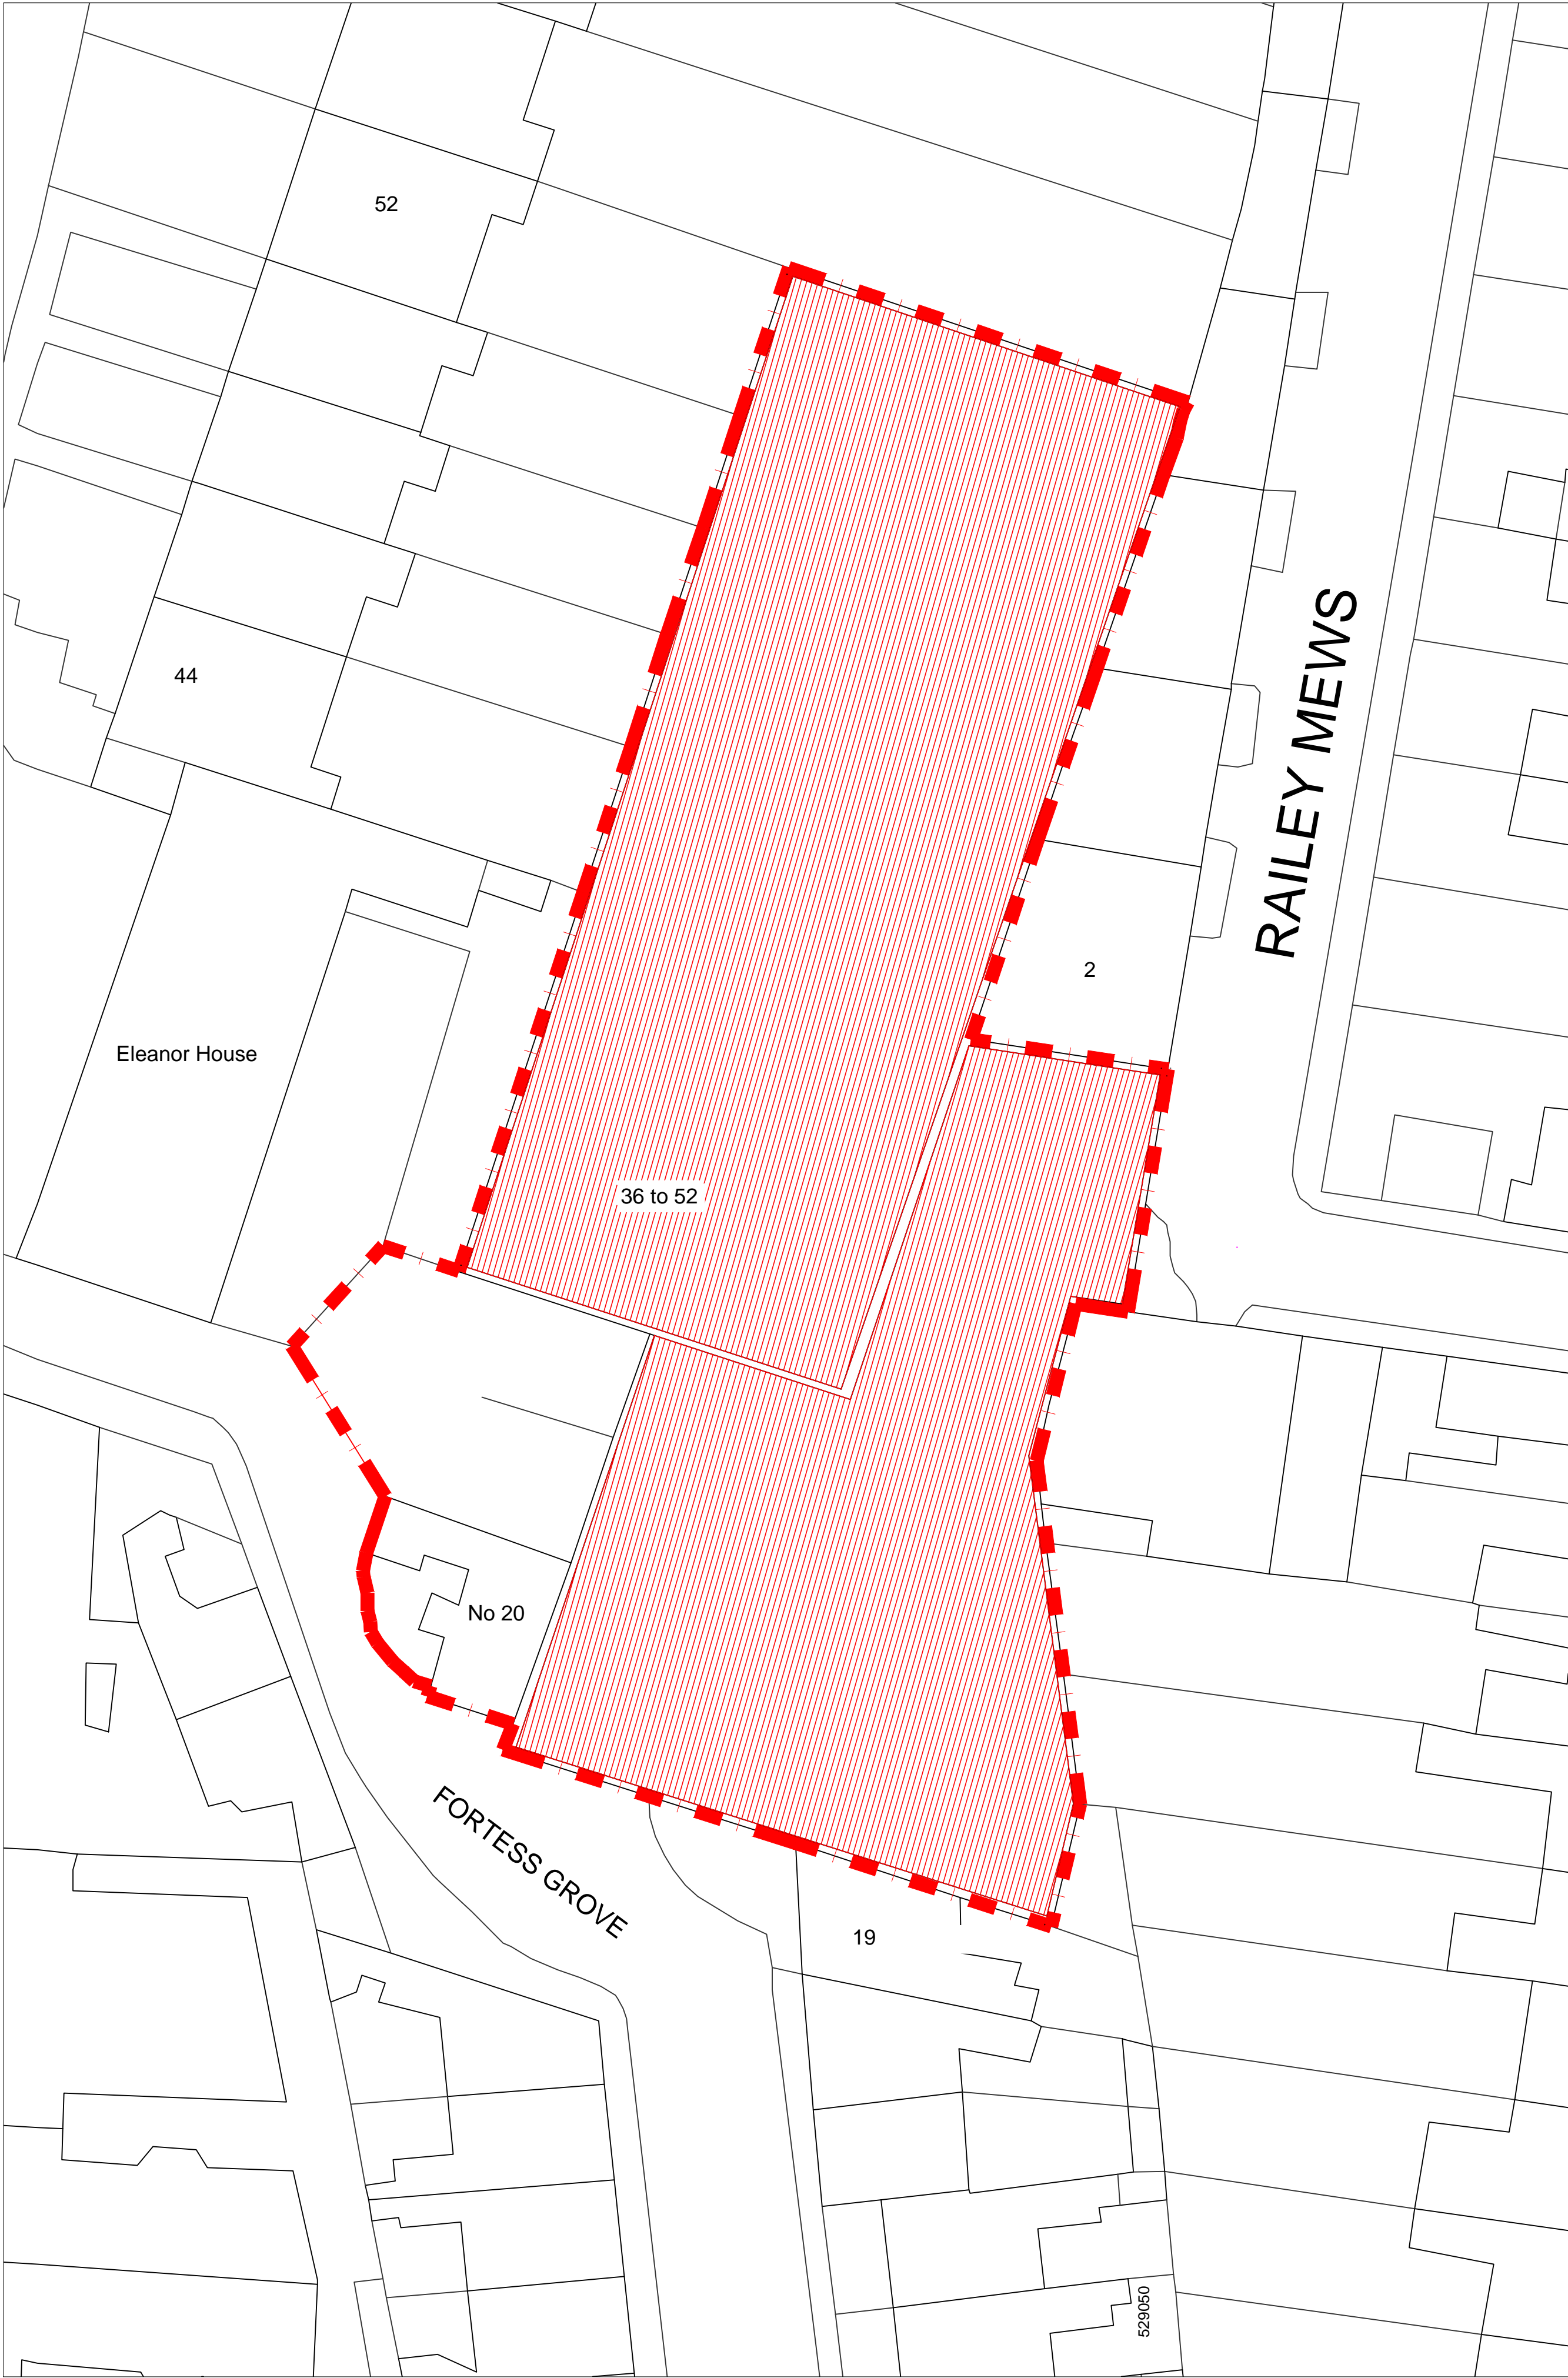 52
44
RAILEY MEWS
2
Eleanor House
36 to 52
No 20
FORTESS GROVE
19
529050